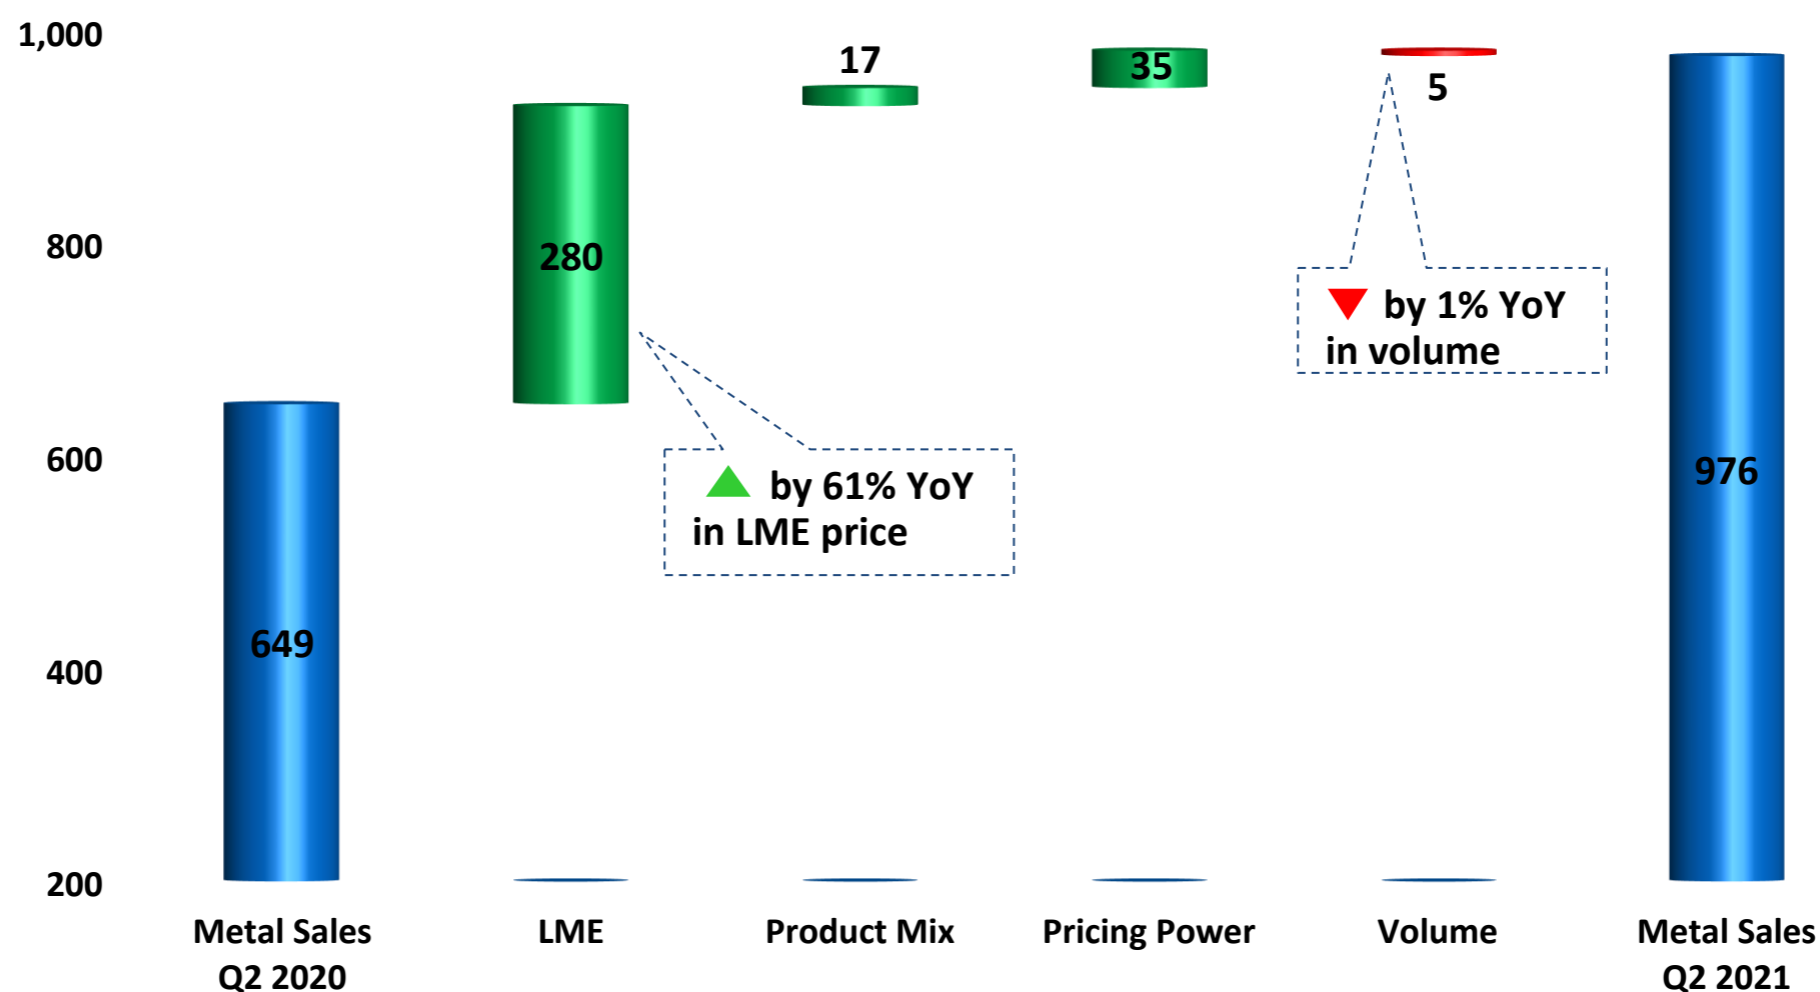 1,000
800
600
400
200
649
280
17
35
5
976
by 61% YoY
in LME price
by 1% YoY
in volume
Metal Sales
Q2 2020
LME
Product Mix
Pricing Power
Volume
Metal Sales
Q2 2021